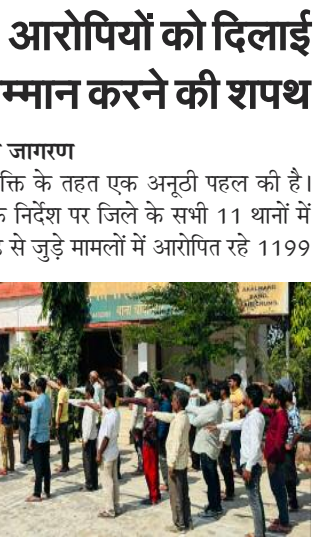 आरोपियों को दिलाई
म्मान करने की शपथ
जागरण
क्ति के तहत एक अनूठी पहल की है।
निर्देश पर जिले के सभी 11 थानों में
से जुड़े मामलों में आरोपित रहे 1199
थाना